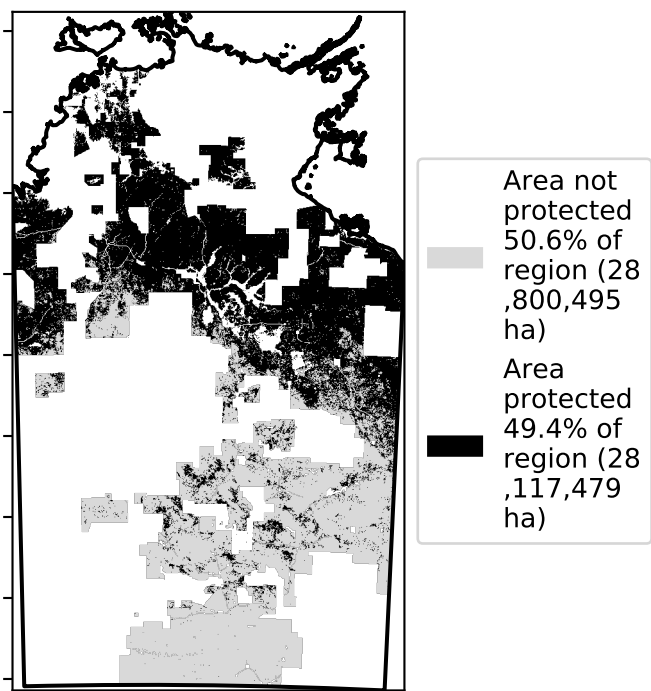 Area not
protected
50.6% of
region (28
,800,495
ha)
Area
protected
49.4% of
region (28
,117,479
ha)